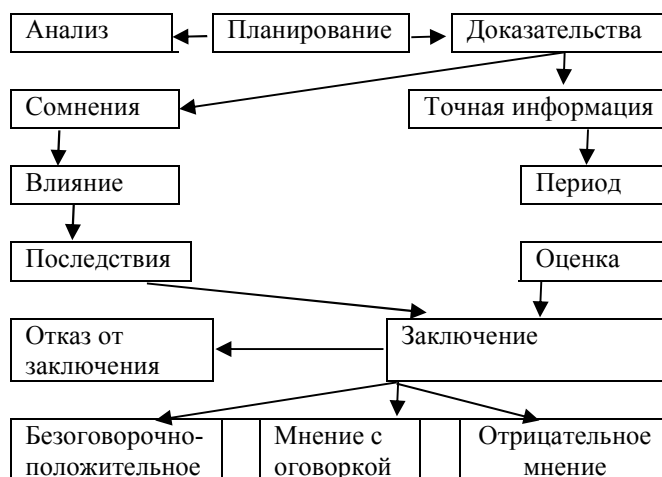 Анализ
Планирование
Доказательства
Сомнения
Точная информация
Влияние
Период
Последствия
Оценка
Отказ от
заключения
Заключение
Безоговорочно-
положительное
Мнение с
оговоркой
Отрицательное
мнение